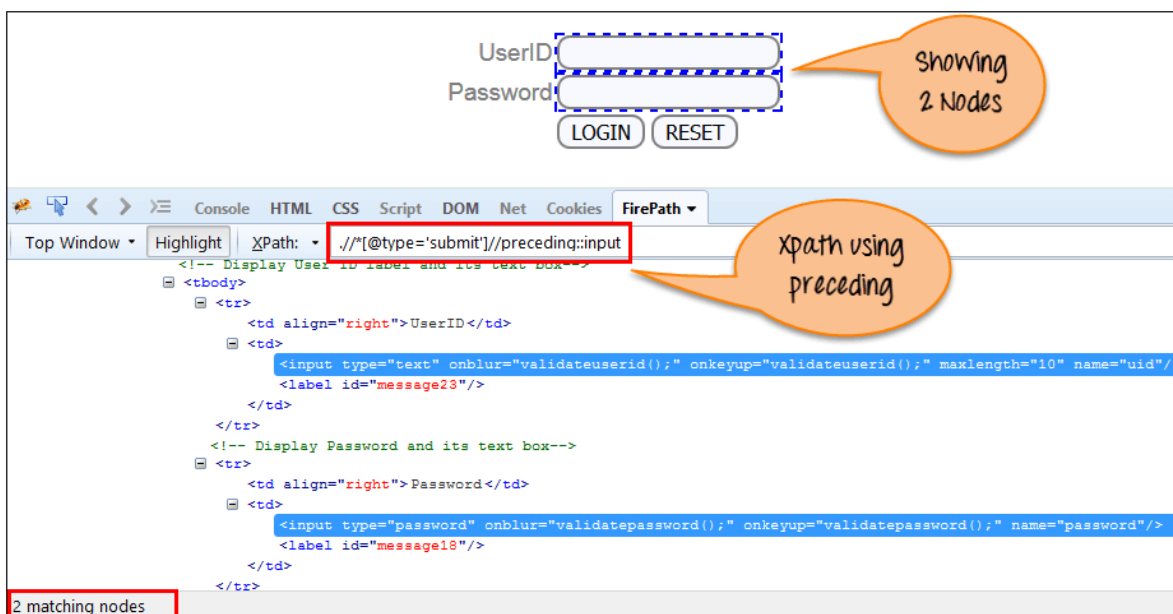 UserID
Password
LOGIN RESET
Showing
2 Nodes
Console HTML CSS Script DOM Net Cookies FirePath
Top Window Highlight XPath: .//*[@type='submit']//preceding::input
Xpath using
preceding
<!-- Display User ID label and its text box-->
<tbody>
<tr>
<td align="right">UserID</td>
<td>
<input type="text" onblur="validateuserid();" onkeyup="validateuserid();" maxlength="10" name="uid"/
<label id="message23"/>
</td>
</tr>
<!-- Display Password and its text box-->
<tr>
<td align="right">Password</td>
<td>
<input type="password" onblur="validatepassword();" onkeyup="validatepassword();" name="password"/>
<label id="message18"/>
</td>
</tr>
2 matching nodes